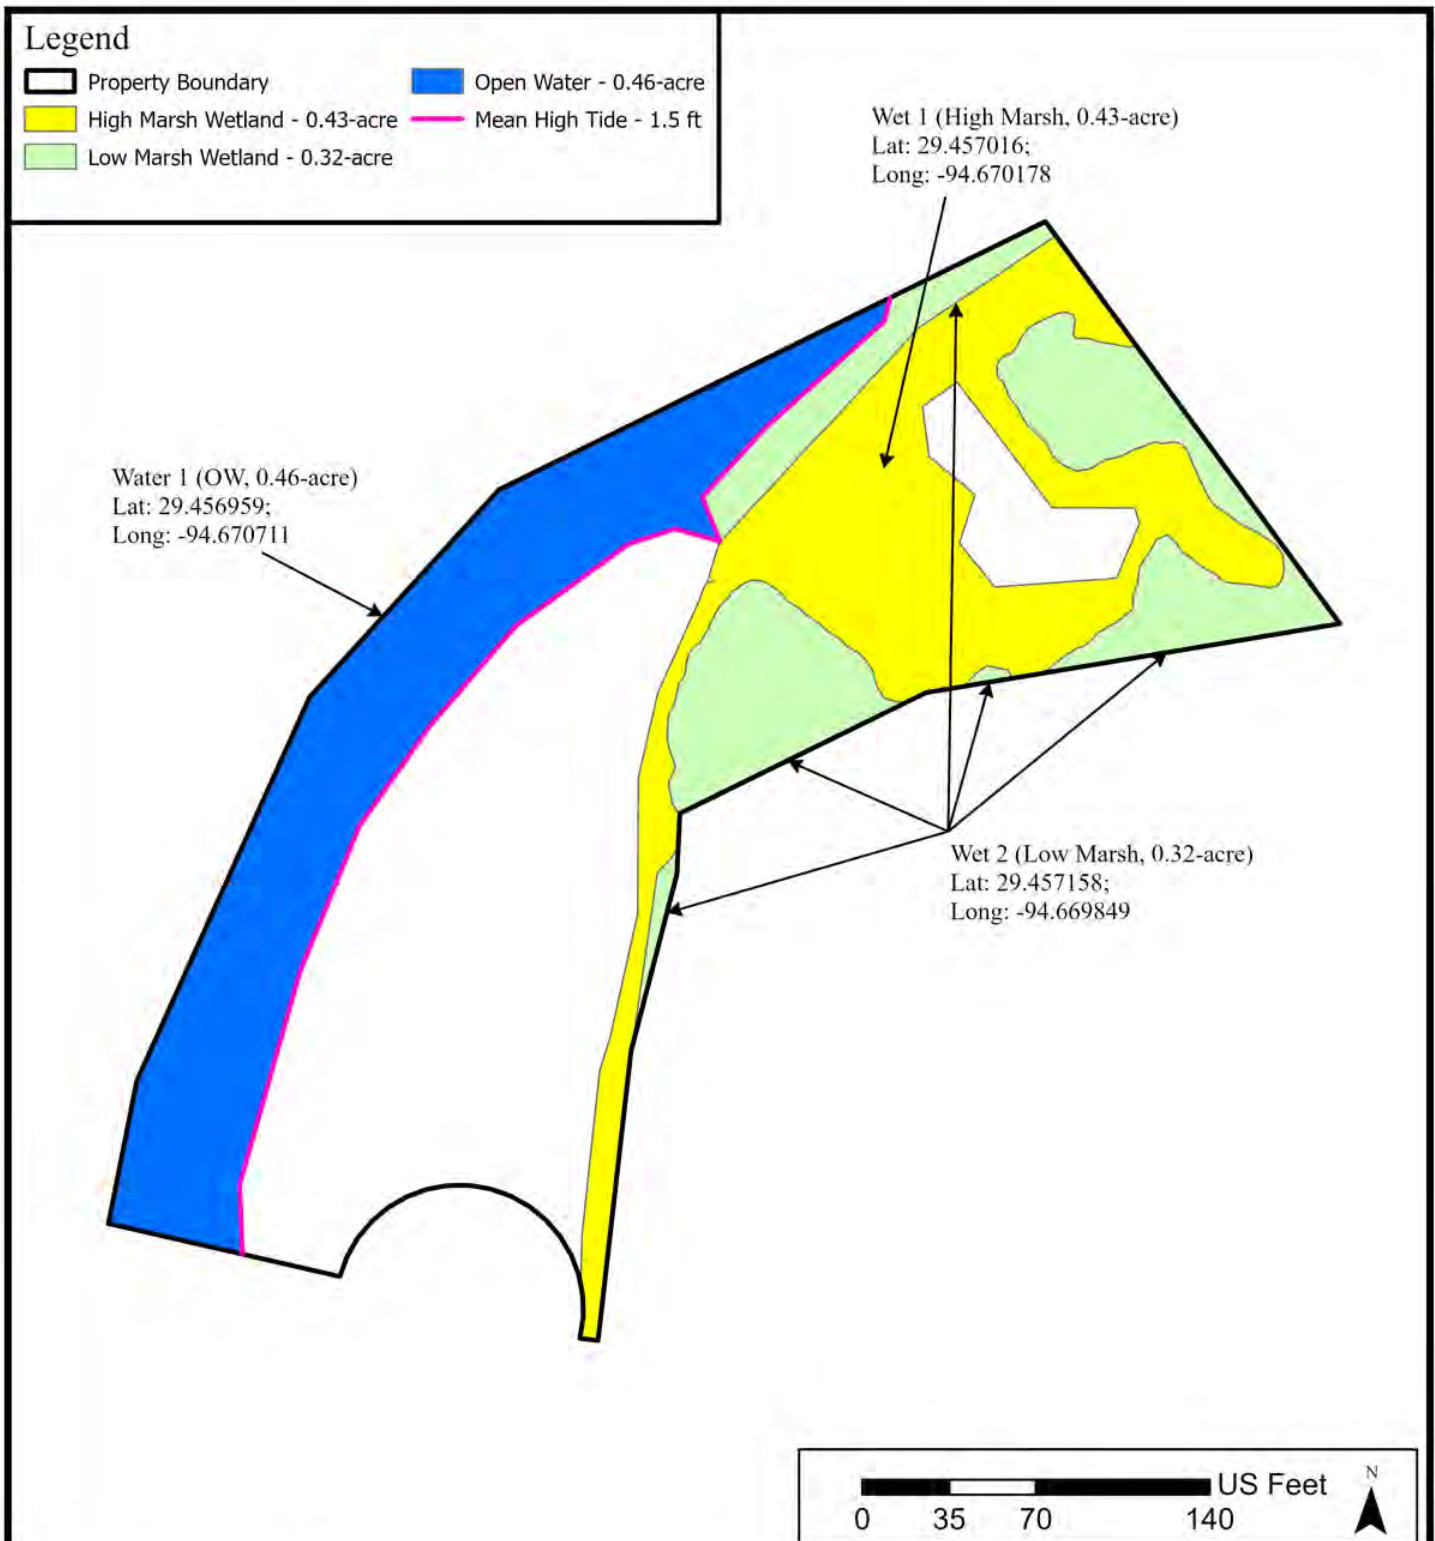 Legend
Property Boundary
High Marsh Wetland - 0.43-acre
Low Marsh Wetland - 0.32-acre
Open Water - 0.46-acre
Mean High Tide - 1.5 ft
Wet 1 (High Marsh, 0.43-acre)
Lat: 29.457016;
Long: -94.670178
Water 1 (OW, 0.46-acre)
Lat: 29.456959;
Long: -94.670711
Wet 2 (Low Marsh, 0.32-acre)
Lat: 29.457158;
Long: -94.669849
US Feet
0 35 70 140
N